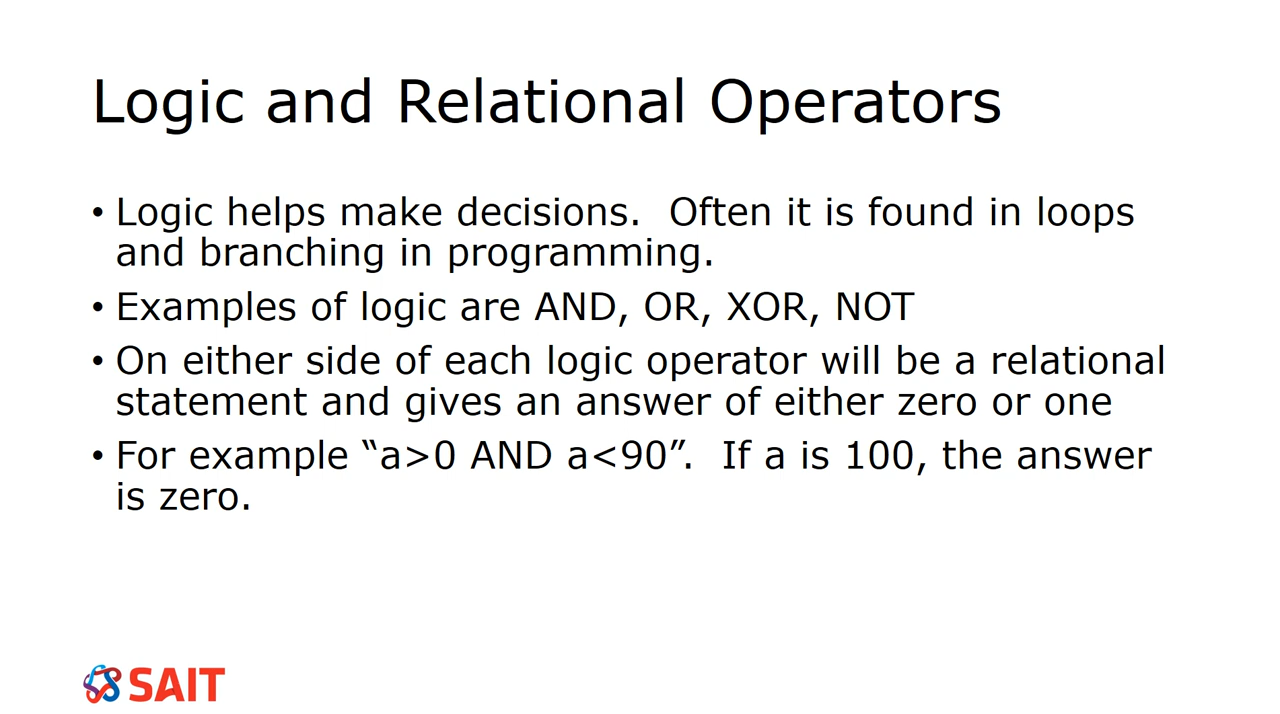 Logic and Relational Operators
• Logic helps make decisions.  Often it is found in loops
and branching in programming.
• Examples of logic are AND, OR, XOR, NOT
• On either side of each logic operator will be a relational
statement and gives an answer of either zero or one
• For example “a>0 AND a<90”.  If a is 100, the answer
is zero.
SAIT